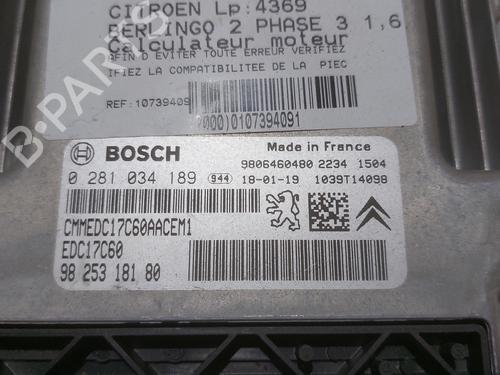 CITROEN Lp:4369
BERLINGO 2 PHASE 3 1,6
Calculateur moteur
AFIN D EVITER TOUTE ERREUR VERIFIEZ
IFIEZ LA COMPATIBILITEE DE LA PIEC
REF:107394091
000)0107394091
BOSCH
Made in France
9806460480 2234 1504
0 281 034 189 944 18-01-19 1039T14098
CMMEDC17C60AACEM1
EDC17C60
98 253 181 80